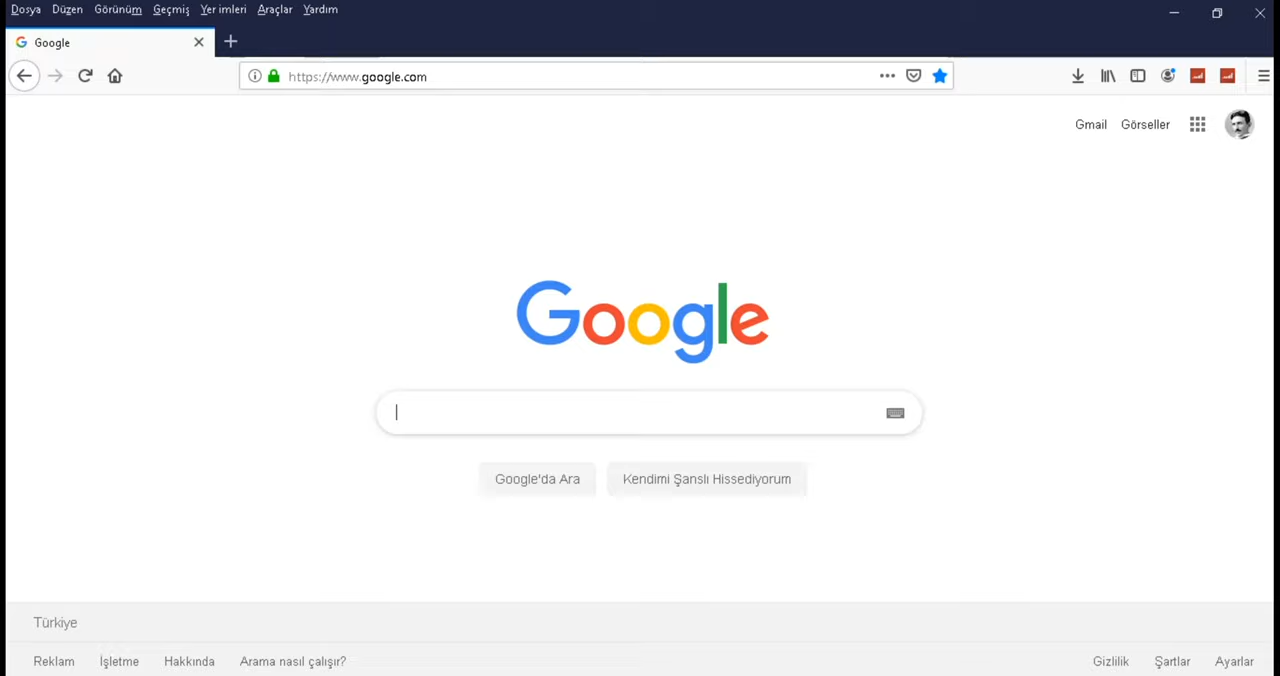 Dosya Düzen Görünüm Geçmiş Yer imleri Araçlar Yardım
Google
https://www.google.com
Gmail Görseller
Google
Google'da Ara Kendimi Şanslı Hissediyorum
Türkiye
Reklam İşletme Hakkında Arama nasıl çalışır? Gizlilik Şartlar Ayarlar